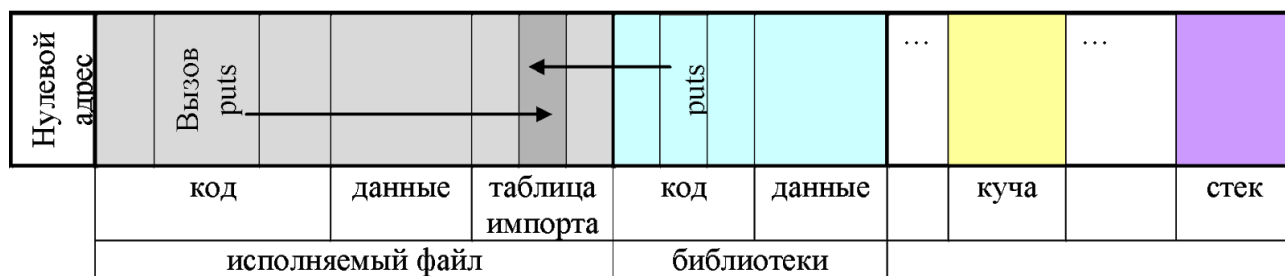 Нулевой
адрес
Вызов
puts
puts
...
...
код
данные
таблица
импорта
код
данные
куча
стек
исполняемый файл
библиотеки